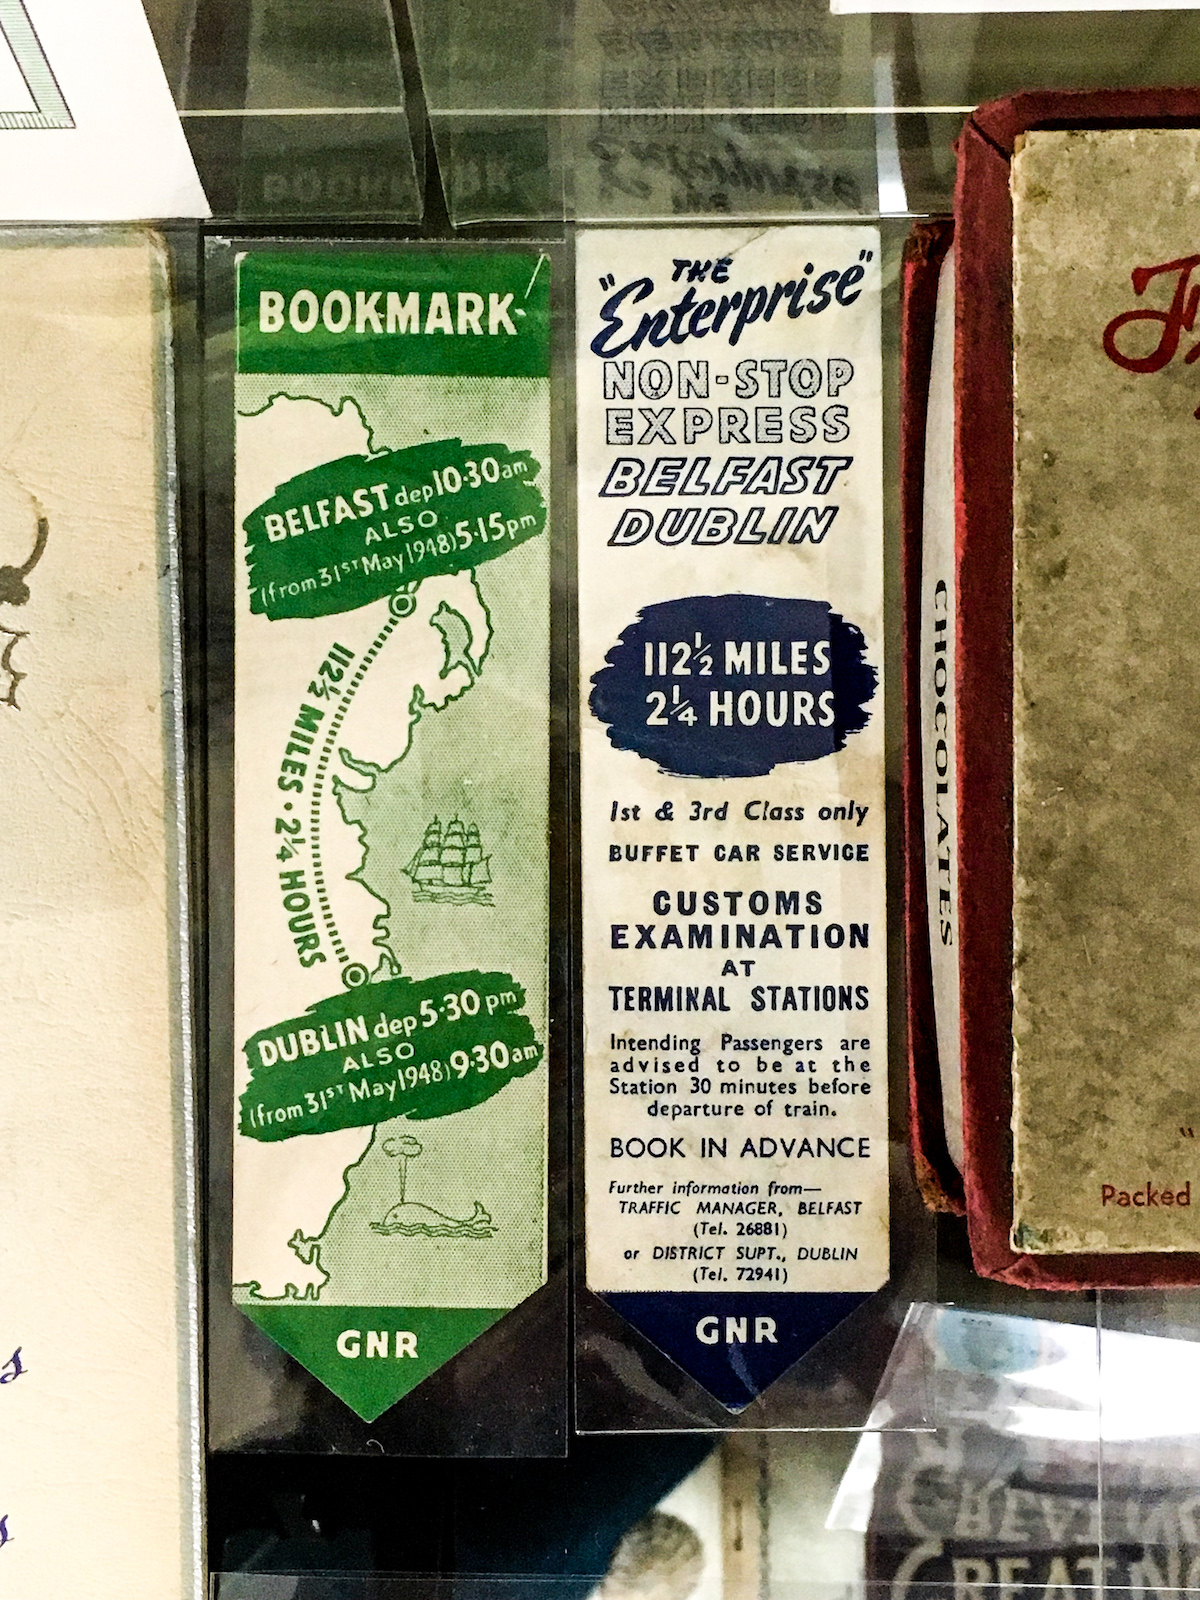 BOOKMARK
BELFAST dep 10·30 am
ALSO
(from 31ST May 1948) 5·15 pm
112½ MILES · 2¼ HOURS
DUBLIN dep 5·30 pm
ALSO
(from 31ST May 1948) 9·30 am
GNR
THE
"Enterprise"
NON-STOP
EXPRESS
BELFAST
DUBLIN
112½ MILES
2¼ HOURS
1st & 3rd Class only
BUFFET CAR SERVICE
CUSTOMS
EXAMINATION
AT
TERMINAL STATIONS
Intending Passengers are
advised to be at the
Station 30 minutes before
departure of train.
BOOK IN ADVANCE
Further information from—
TRAFFIC MANAGER, BELFAST
(Tel. 26881)
or DISTRICT SUPT., DUBLIN
(Tel. 72941)
GNR
CHOCOLATES
Packed